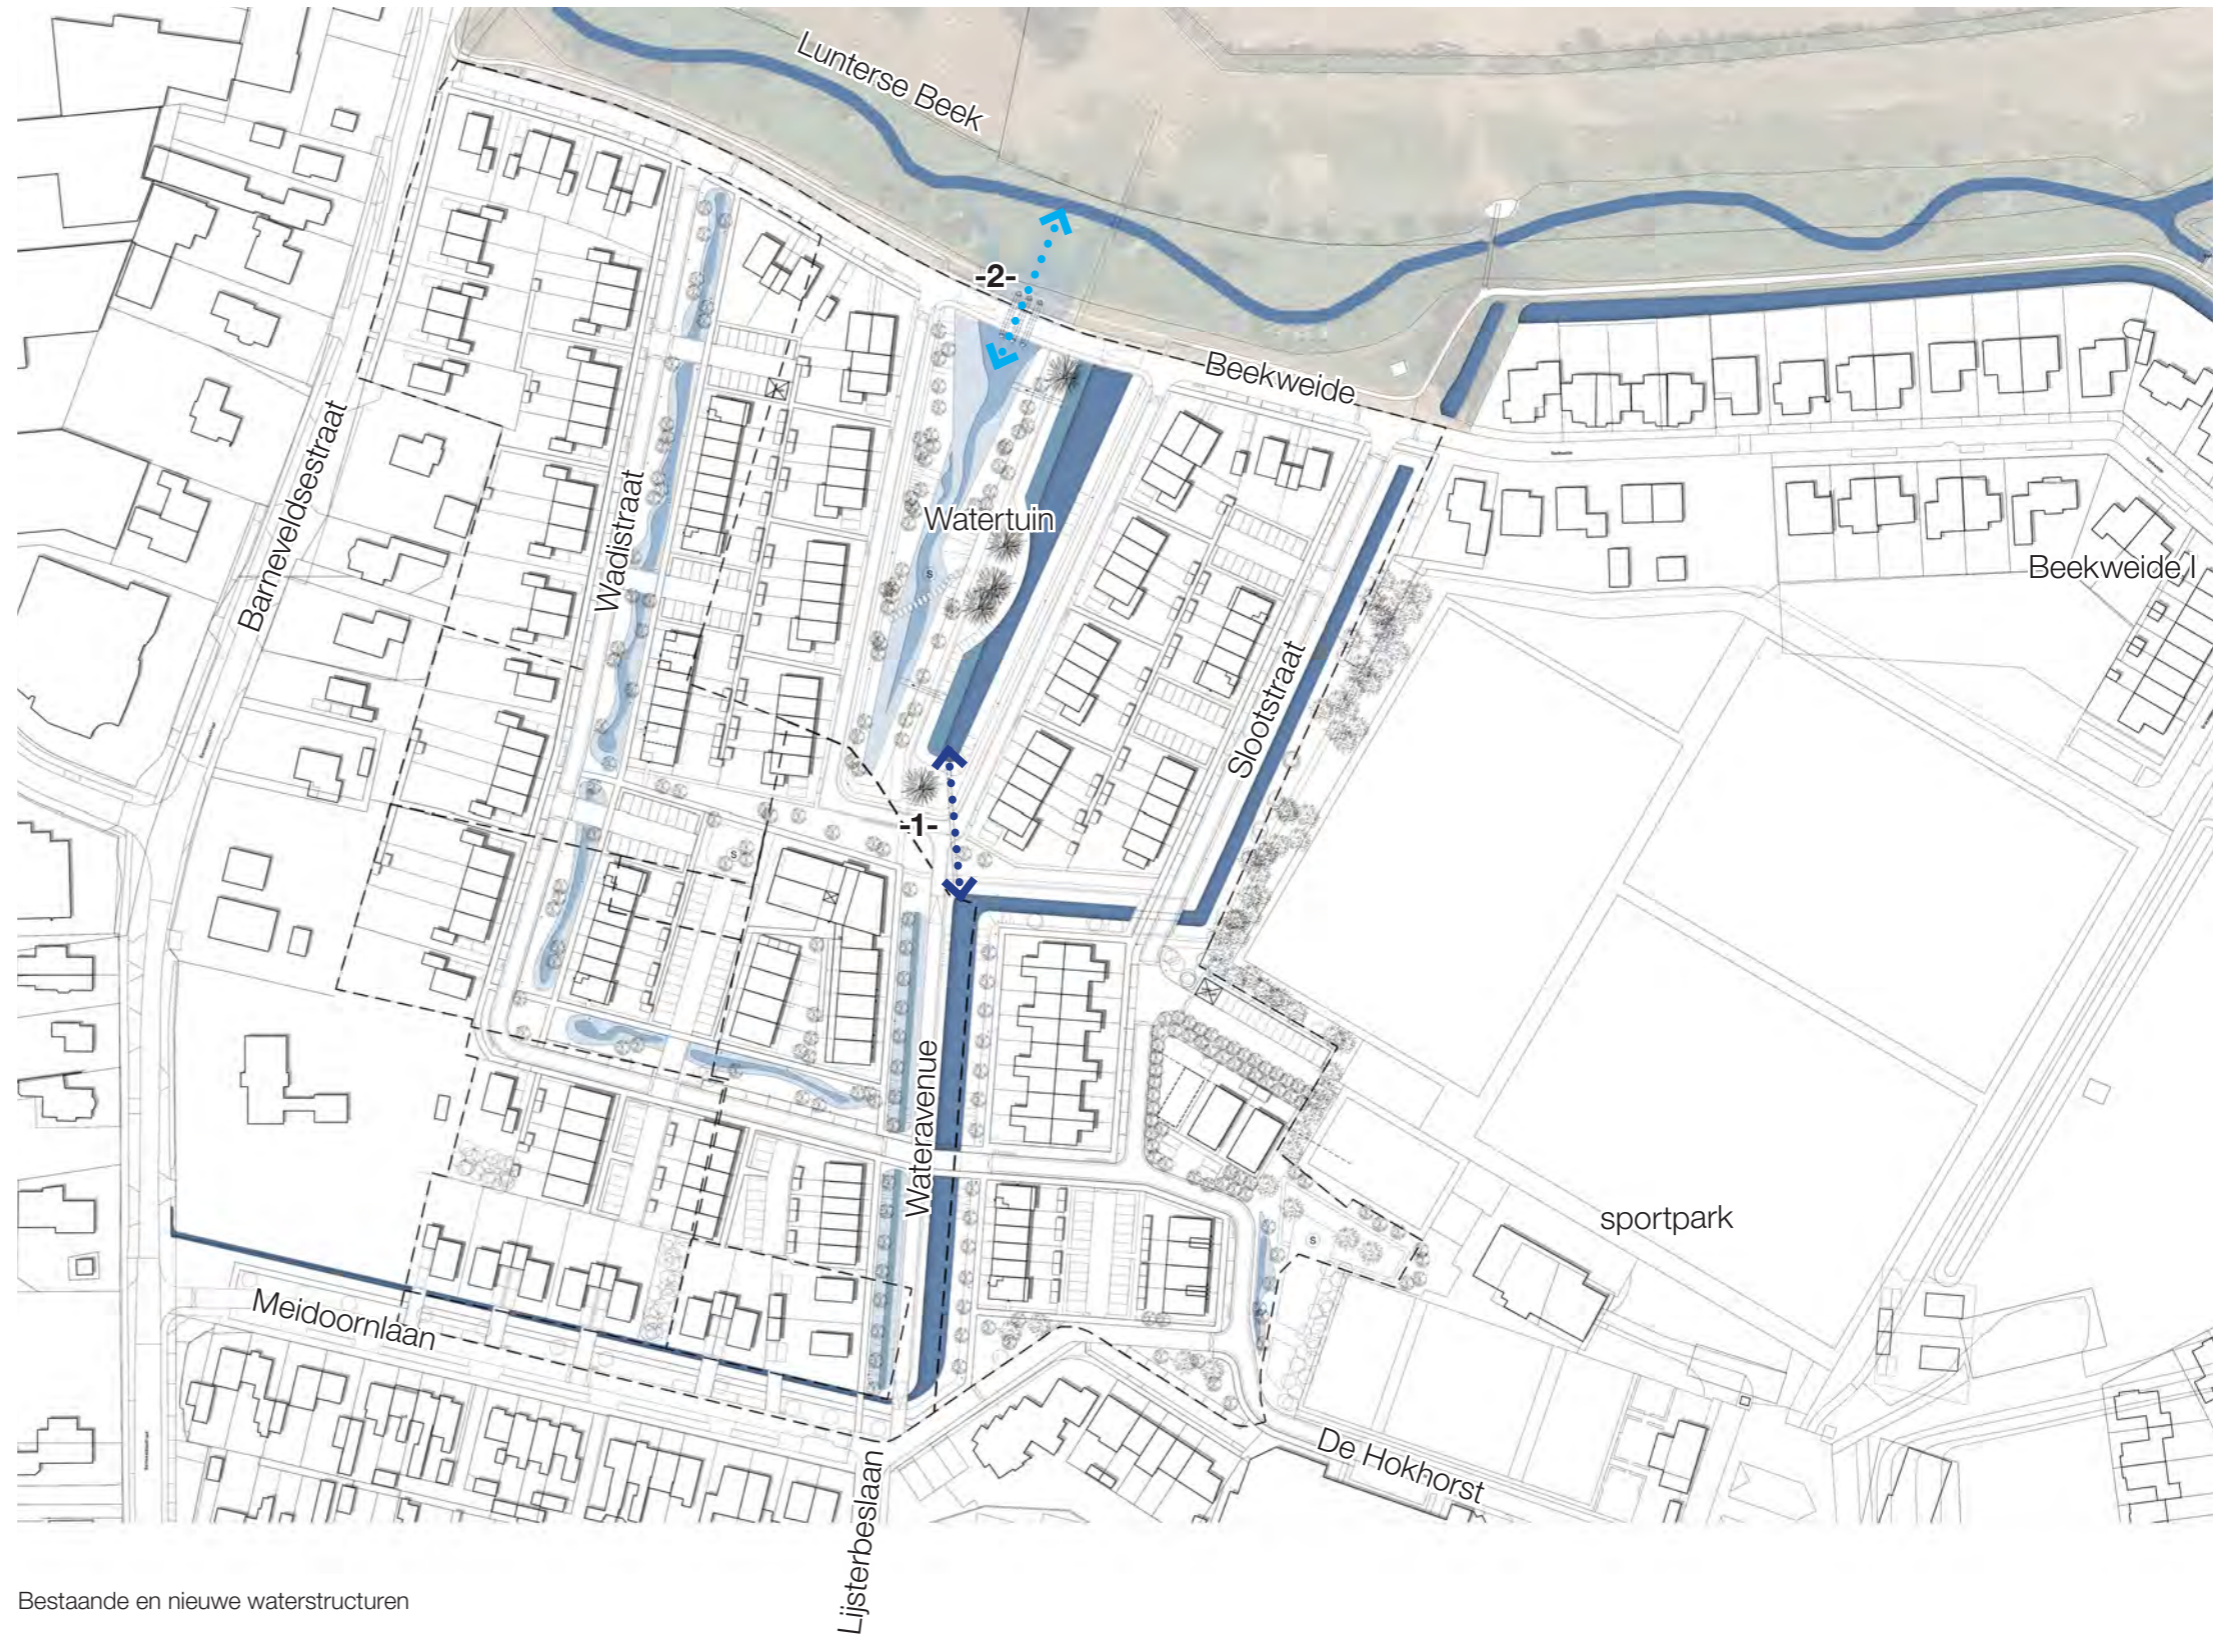 Lunterse Beek
-2-
Beekweide
Barneveldsestraat
Wadistraat
Watertuin
Slootstraat
Beekweide I
-1-
S
S
S
Wateravenue
sportpark
Meidoornlaan
De Hokhorst
Lijsterbeslaan
Bestaande en nieuwe waterstructuren